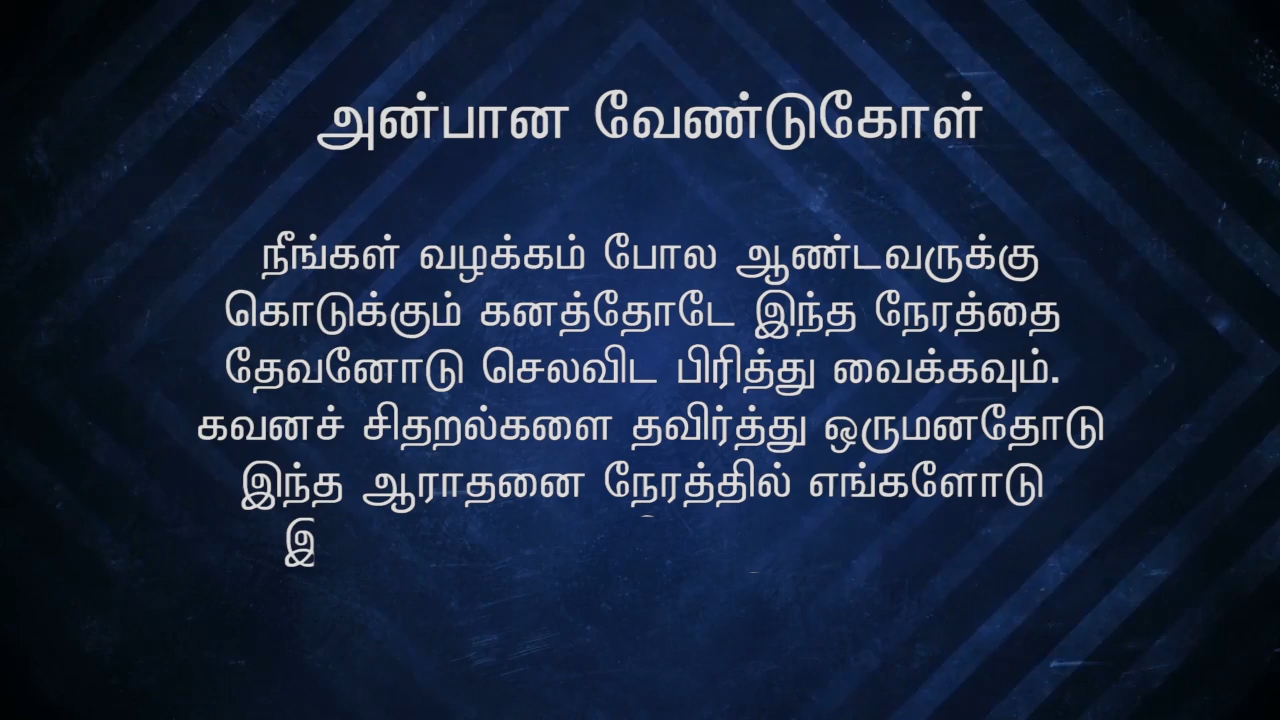 அன்பான வேண்டுகோள்
நீங்கள் வழக்கம் போல ஆண்டவருக்கு
கொடுக்கும் கனத்தோடே இந்த நேரத்தை
தேவனோடு செலவிட பிரித்து வைக்கவும்.
கவனச் சிதறல்களை தவிர்த்து ஒருமனதோடு
இந்த ஆராதனை நேரத்தில் எங்களோடு